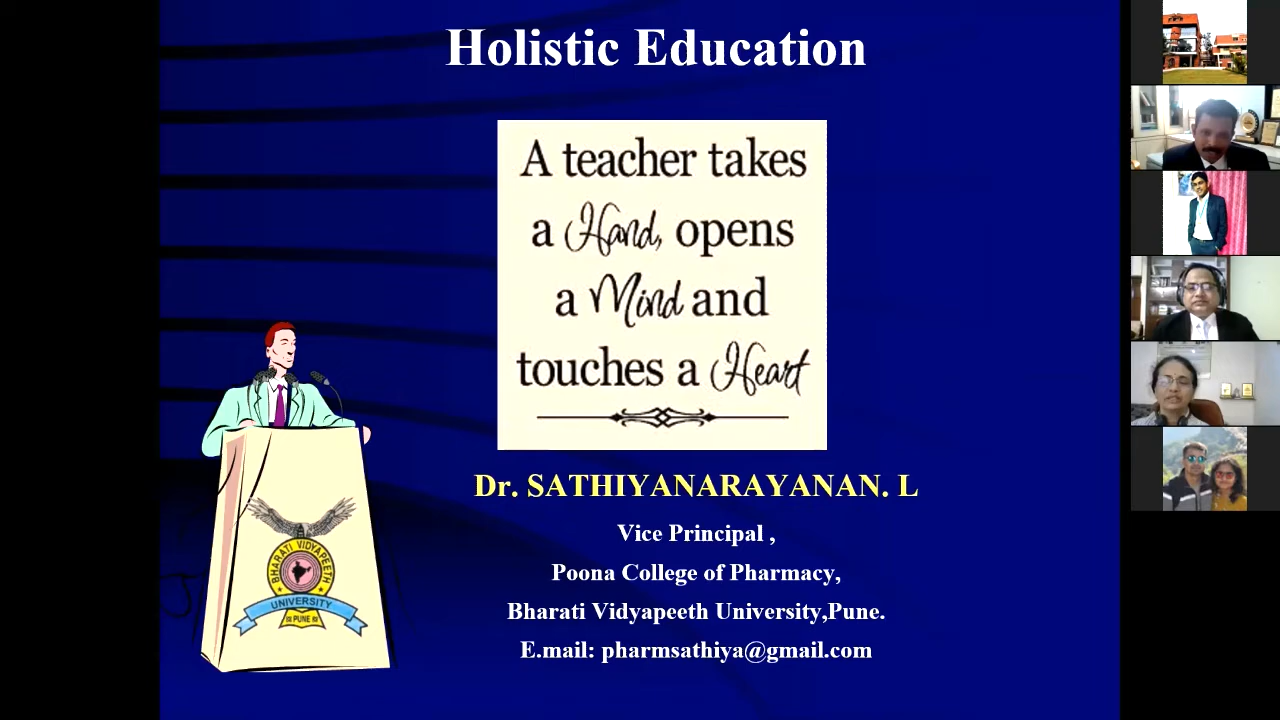 Holistic Education
A teacher takes
a Hand, opens
a Mind and
touches a Heart
Dr. SATHIYANARAYANAN. L
Vice Principal ,
Poona College of Pharmacy,
Bharati Vidyapeeth University,Pune.
E.mail: pharmsathiya@gmail.com
BHARATI VIDYAPEETH
UNIVERSITY
PUNE